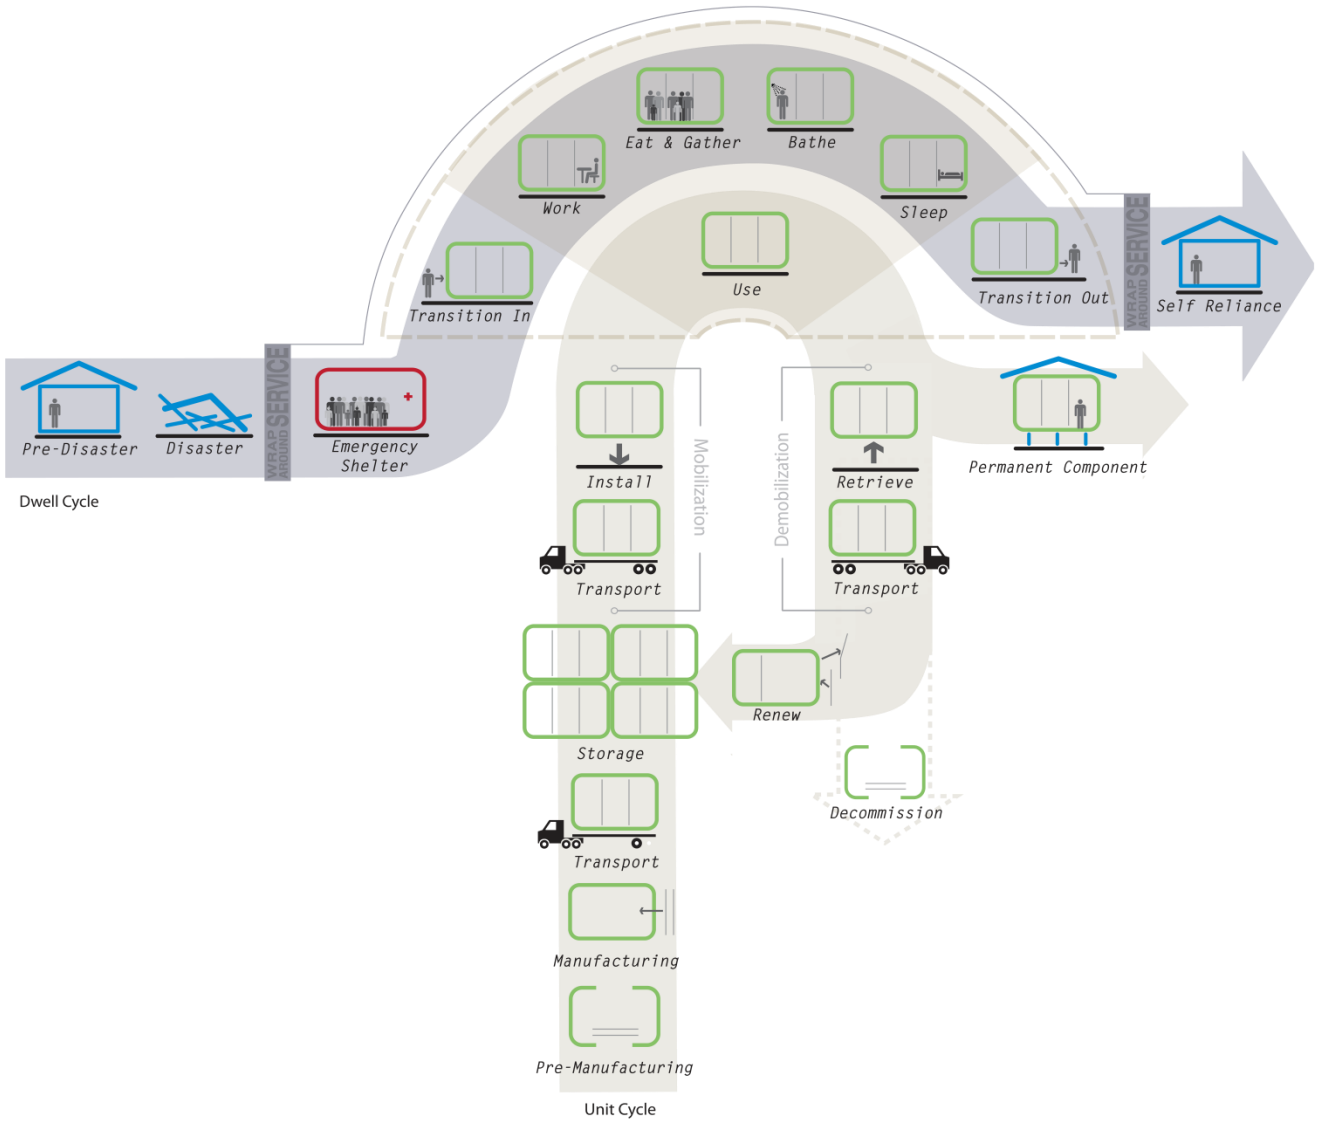 Eat & Gather
Bathe
Work
Sleep
Use
Transition In
Transition Out
WRAP
AROUND
SERVICE
Self Reliance
WRAP
AROUND
SERVICE
Pre-Disaster
Disaster
Emergency
Shelter
Dwell Cycle
Mobilization
Demobilization
Install
Retrieve
Permanent Component
Transport
Transport
Storage
Renew
Decommission
Transport
Manufacturing
Pre-Manufacturing
Unit Cycle